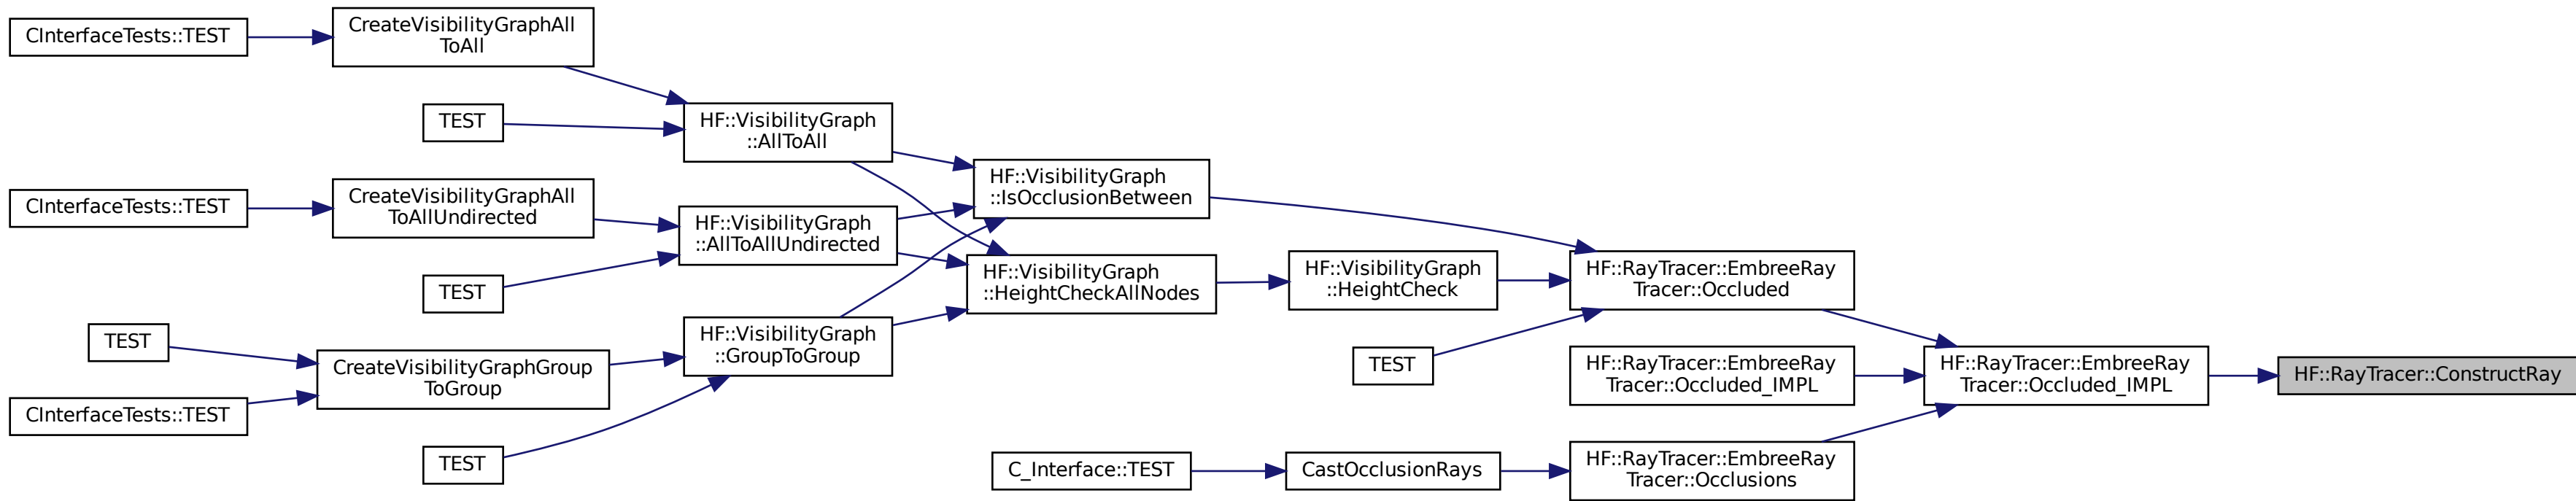 CInterfaceTests::TEST
CreateVisibilityGraphAll
ToAll
TEST
HF::VisibilityGraph
::AllToAll
CInterfaceTests::TEST
CreateVisibilityGraphAll
ToAllUndirected
HF::VisibilityGraph
::AllToAllUndirected
TEST
TEST
CInterfaceTests::TEST
CreateVisibilityGraphGroup
ToGroup
HF::VisibilityGraph
::GroupToGroup
TEST
HF::VisibilityGraph
::IsOcclusionBetween
HF::VisibilityGraph
::HeightCheckAllNodes
HF::VisibilityGraph
::HeightCheck
TEST
C_Interface::TEST
CastOcclusionRays
HF::RayTracer::EmbreeRay
Tracer::Occluded
HF::RayTracer::EmbreeRay
Tracer::Occluded_IMPL
HF::RayTracer::EmbreeRay
Tracer::Occlusions
HF::RayTracer::EmbreeRay
Tracer::Occluded_IMPL
HF::RayTracer::ConstructRay